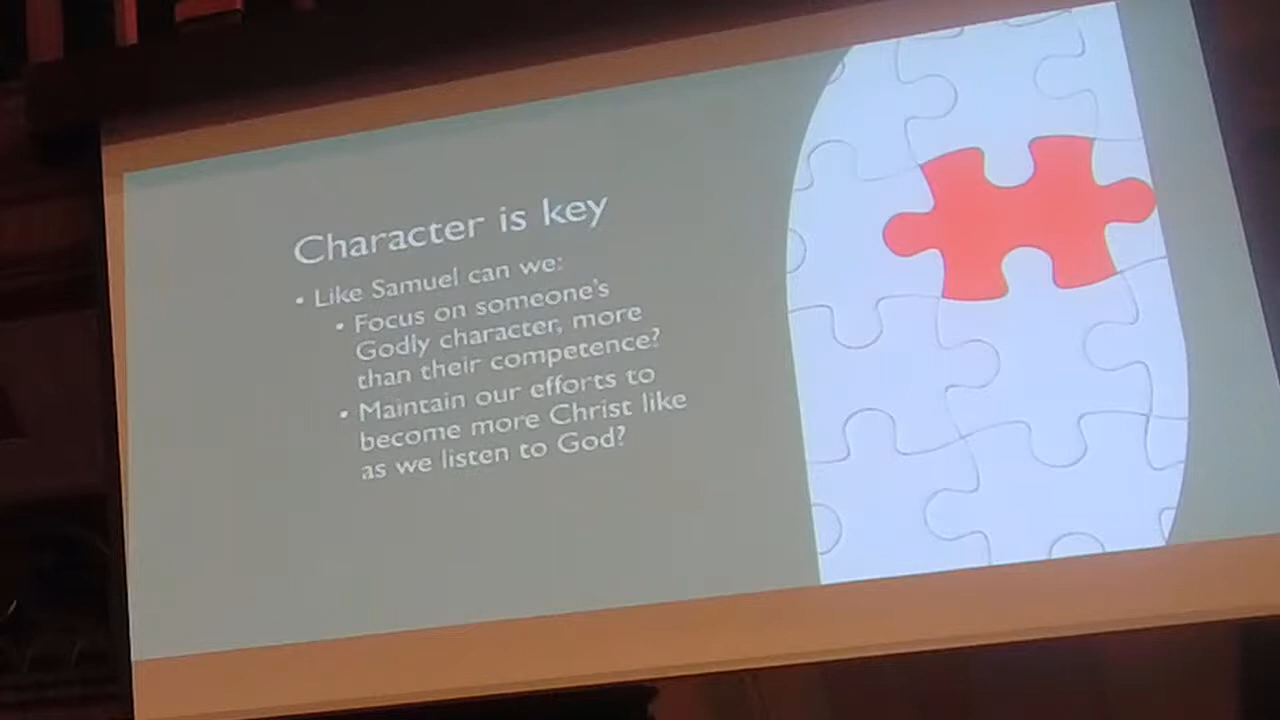 Character is key
• Like Samuel can we:
• Focus on someone's
Godly character, more
than their competence?
• Maintain our efforts to
become more Christ like
as we listen to God?